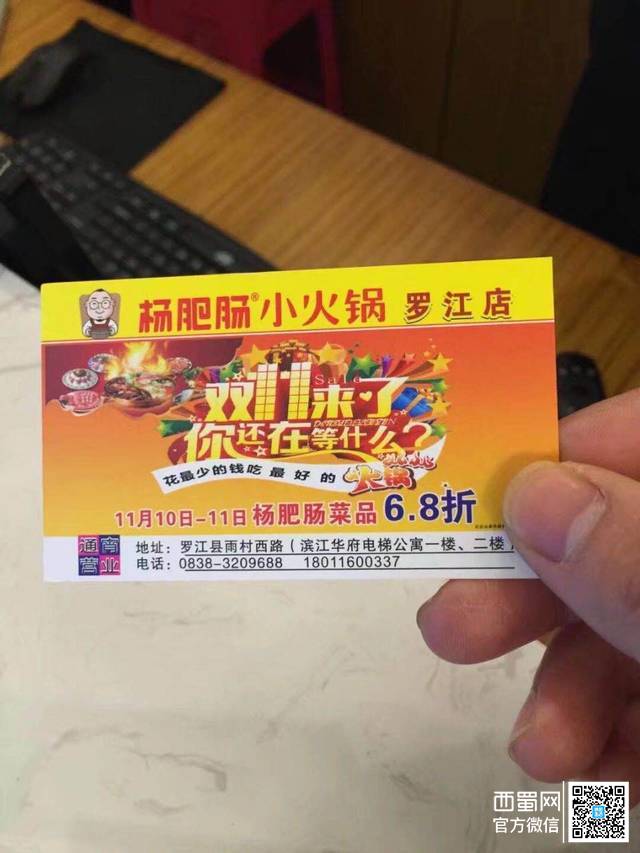 杨肥肠®小火锅 罗江店
双11来了
Sale
你还在等什么?
花最少的钱吃最好的火锅
11月10日-11日杨肥肠菜品6.8折
通宵营业
地址:罗江县雨村西路(滨江华府电梯公寓一楼、二楼)
电话:0838-3209688 18011600337
西蜀网
官方微信